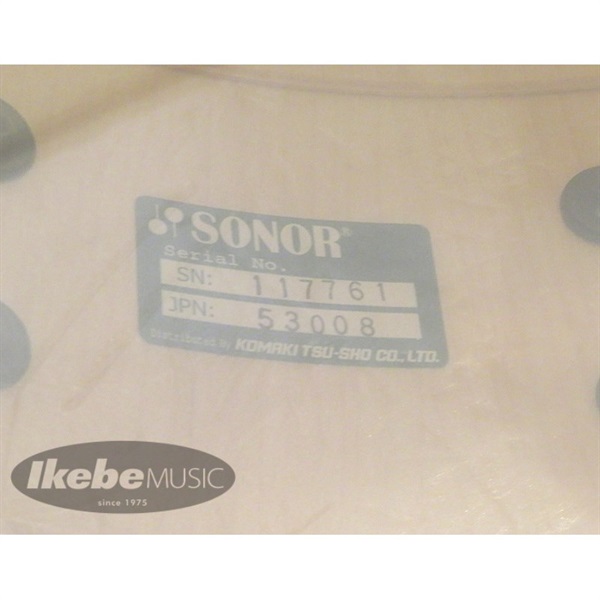 SONOR®
Serial No.
SN: 117761
JPN: 53008
Distributed By KOMAKI TSU-SHO CO.,LTD.
Ikebe MUSIC
since 1975